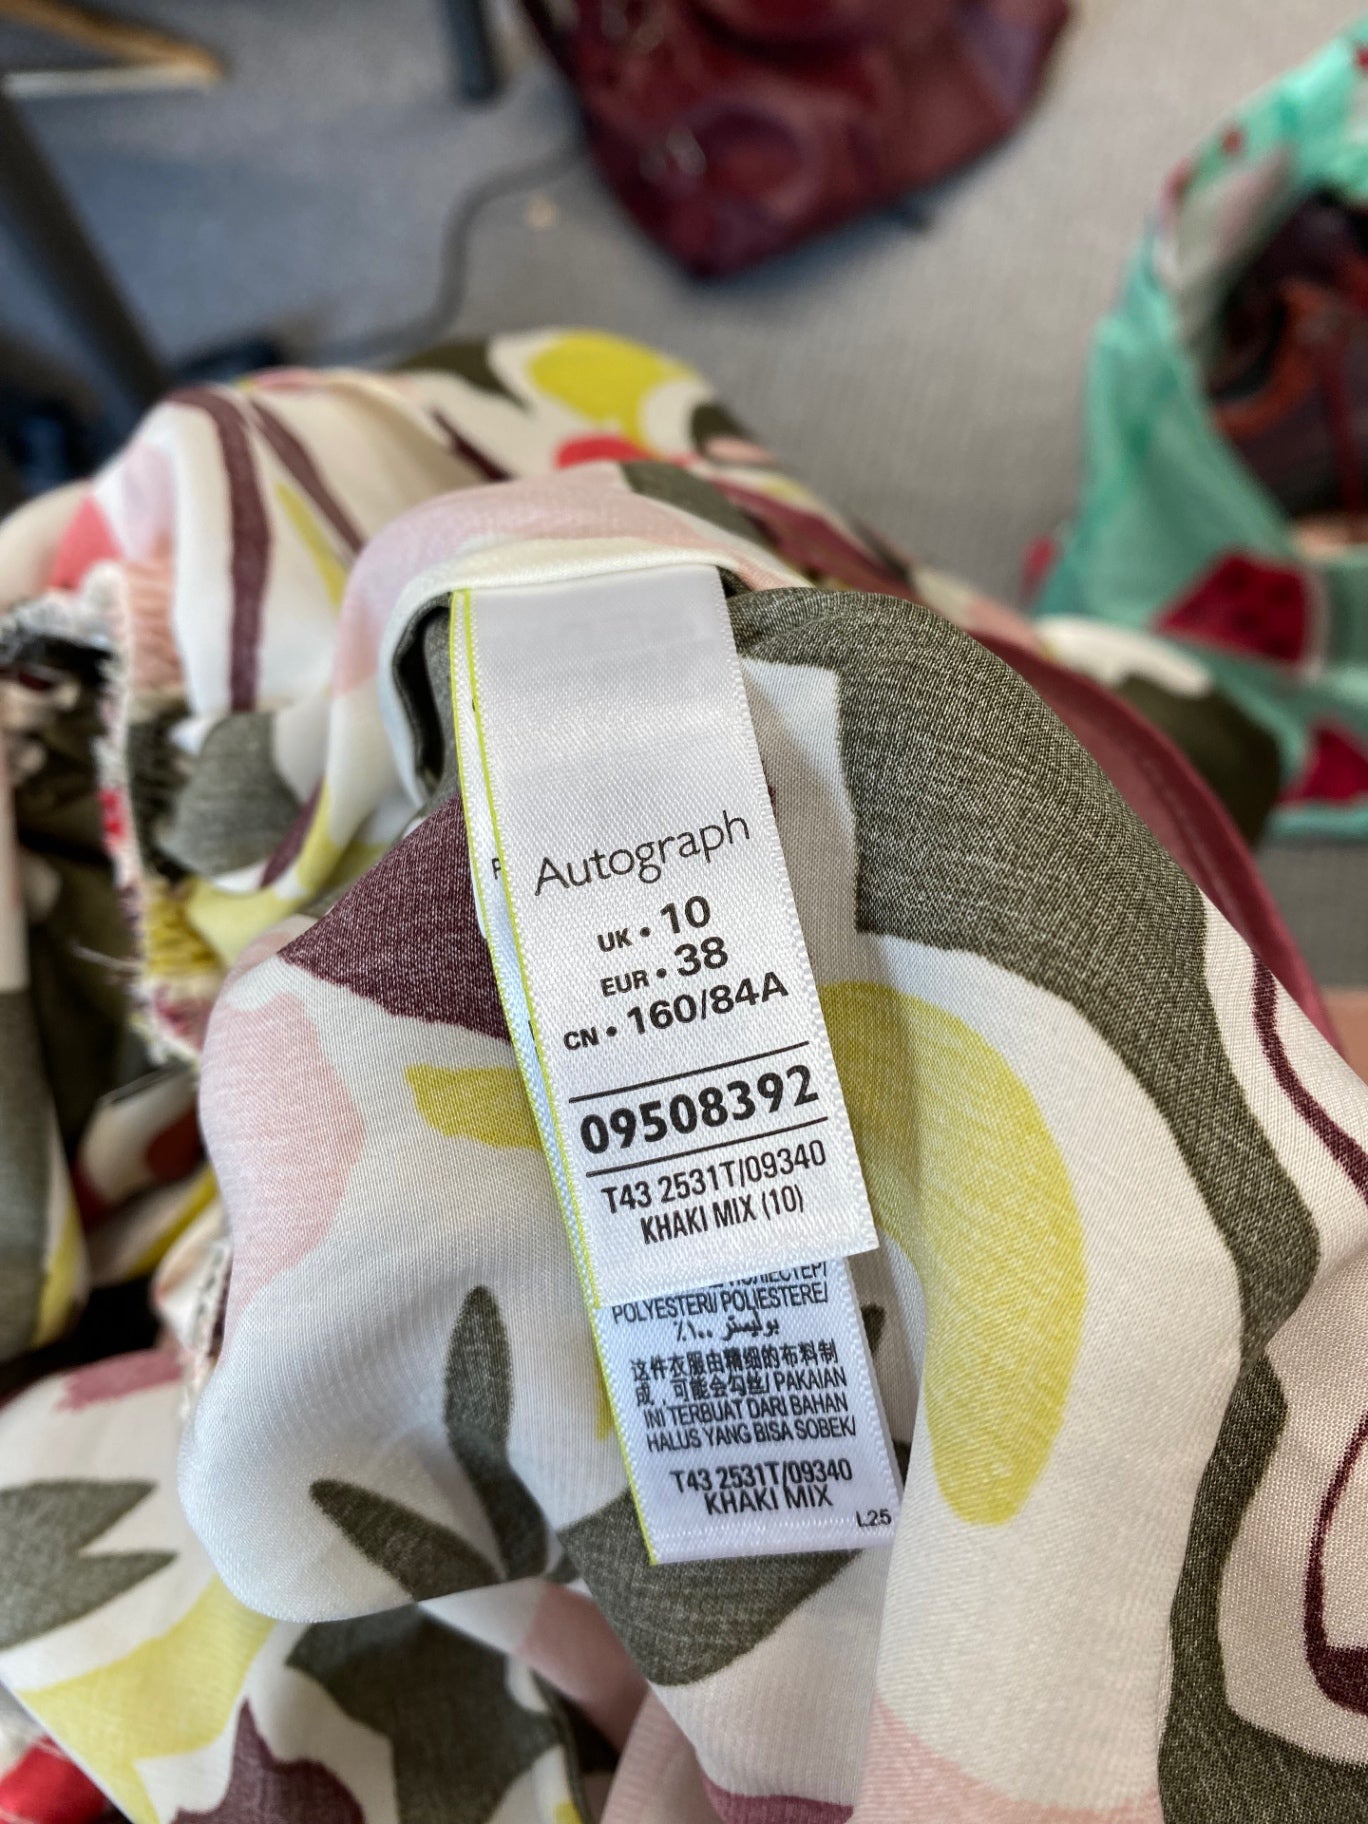 Autograph
UK • 10
EUR • 38
CN • 160/84A
09508392
T43 2531T/09340
KHAKI MIX (10)
POLYESTERI/ POLIESTERE/
بوليستر ١٠٠٪
这件衣服由精细的布料制
成，可能会勾丝/ PAKAIAN
INI TERBUAT DARI BAHAN
HALUS YANG BISA SOBEK/
T43 2531T/09340
KHAKI MIX
L25